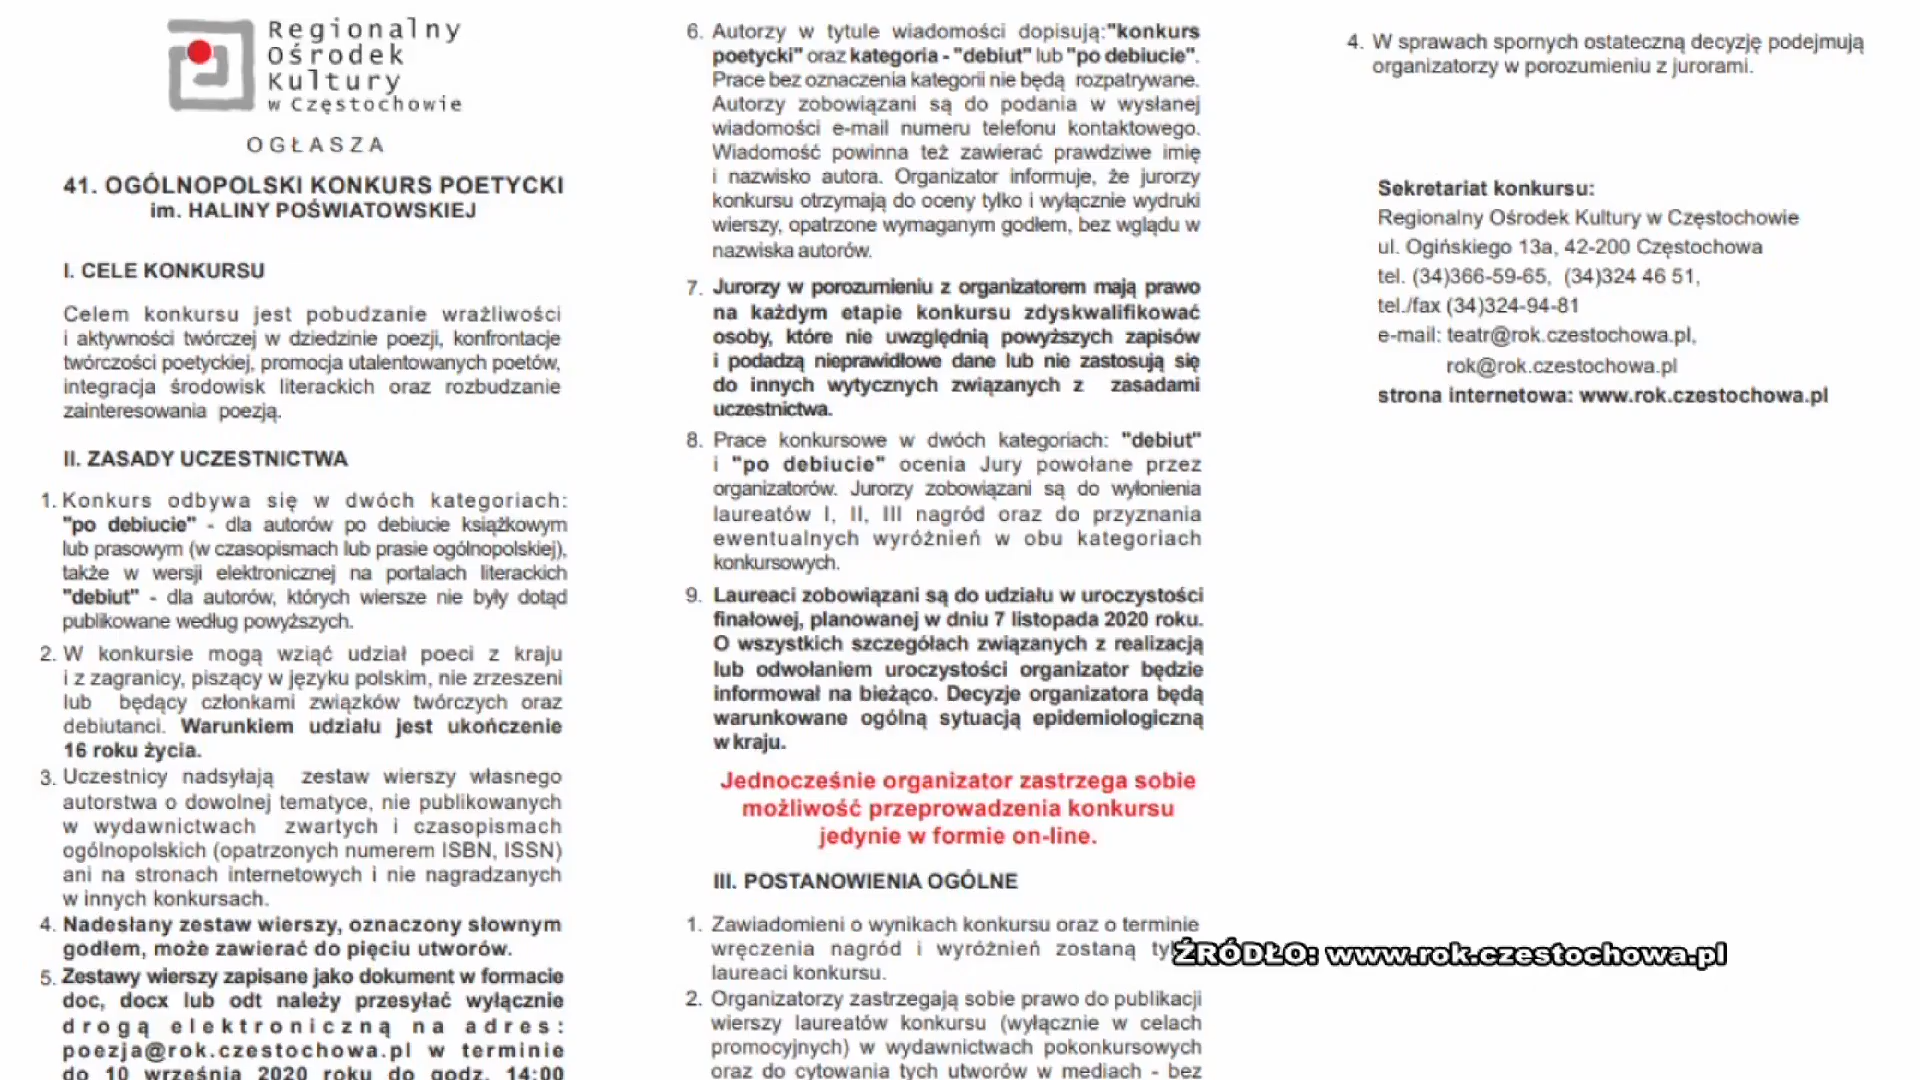 Regionalny
Ośrodek
Kultury
w Częstochowie
OGŁASZA
41. OGÓLNOPOLSKI KONKURS POETYCKI
im. HALINY POŚWIATOWSKIEJ
I. CELE KONKURSU
Celem konkursu jest pobudzanie wrażliwości
i aktywności twórczej w dziedzinie poezji, konfrontacje
twórczości poetyckiej, promocja utalentowanych poetów,
integracja środowisk literackich oraz rozbudzanie
zainteresowania poezją.
II. ZASADY UCZESTNICTWA
1. Konkurs odbywa się w dwóch kategoriach:
"po debiucie" - dla autorów po debiucie książkowym
lub prasowym (w czasopismach lub prasie ogólnopolskiej),
także w wersji elektronicznej na portalach literackich
"debiut" - dla autorów, których wiersze nie były dotąd
publikowane według powyższych.
2. W konkursie mogą wziąć udział poeci z kraju
i z zagranicy, piszący w języku polskim, nie zrzeszeni
lub będący członkami związków twórczych oraz
debiutanci. Warunkiem udziału jest ukończenie
16 roku życia.
3. Uczestnicy nadsyłają zestaw wierszy własnego
autorstwa o dowolnej tematyce, nie publikowanych
w wydawnictwach zwartych i czasopismach
ogólnopolskich (opatrzonych numerem ISBN, ISSN)
ani na stronach internetowych i nie nagradzanych
w innych konkursach.
4. Nadesłany zestaw wierszy, oznaczony słownym
godłem, może zawierać do pięciu utworów.
5. Zestawy wierszy zapisane jako dokument w formacie
doc, docx lub odt należy przesyłać wyłącznie
drogą elektroniczną na adres:
poezja@rok.czestochowa.pl w terminie
do 10 września 2020 roku do godz. 14:00
6. Autorzy w tytule wiadomości dopisują:"konkurs
poetycki" oraz kategoria - "debiut" lub "po debiucie".
Prace bez oznaczenia kategorii nie będą rozpatrywane.
Autorzy zobowiązani są do podania w wysłanej
wiadomości e-mail numeru telefonu kontaktowego.
Wiadomość powinna też zawierać prawdziwe imię
i nazwisko autora. Organizator informuje, że jurorzy
konkursu otrzymają do oceny tylko i wyłącznie wydruki
wierszy, opatrzone wymaganym godłem, bez wglądu w
nazwiska autorów.
7. Jurorzy w porozumieniu z organizatorem mają prawo
na każdym etapie konkursu zdyskwalifikować
osoby, które nie uwzględnią powyższych zapisów
i podadzą nieprawidłowe dane lub nie zastosują się
do innych wytycznych związanych z zasadami
uczestnictwa.
8. Prace konkursowe w dwóch kategoriach: "debiut"
i "po debiucie" ocenia Jury powołane przez
organizatorów. Jurorzy zobowiązani są do wyłonienia
laureatów I, II, III nagród oraz do przyznania
ewentualnych wyróżnień w obu kategoriach
konkursowych.
9. Laureaci zobowiązani są do udziału w uroczystości
finałowej, planowanej w dniu 7 listopada 2020 roku.
O wszystkich szczegółach związanych z realizacją
lub odwołaniem uroczystości organizator będzie
informował na bieżąco. Decyzje organizatora będą
warunkowane ogólną sytuacją epidemiologiczną
w kraju.
Jednocześnie organizator zastrzega sobie
możliwość przeprowadzenia konkursu
jedynie w formie on-line.
III. POSTANOWIENIA OGÓLNE
1. Zawiadomieni o wynikach konkursu oraz o terminie
wręczenia nagród i wyróżnień zostaną
laureaci konkursu.
2. Organizatorzy zastrzegają sobie prawo do publikacji
wierszy laureatów konkursu (wyłącznie w celach
promocyjnych) w wydawnictwach pokonkursowych
oraz do cytowania tych utworów w mediach - bez
4. W sprawach spornych ostateczną decyzję podejmują
organizatorzy w porozumieniu z jurorami.
Sekretariat konkursu:
Regionalny Ośrodek Kultury w Częstochowie
ul. Ogińskiego 13a, 42-200 Częstochowa
tel. (34)366-59-65, (34)324 46 51,
tel./fax (34)324-94-81
e-mail: teatr@rok.czestochowa.pl,
rok@rok.czestochowa.pl
strona internetowa: www.rok.czestochowa.pl
ŹRÓDŁO: www.rok.czestochowa.pl